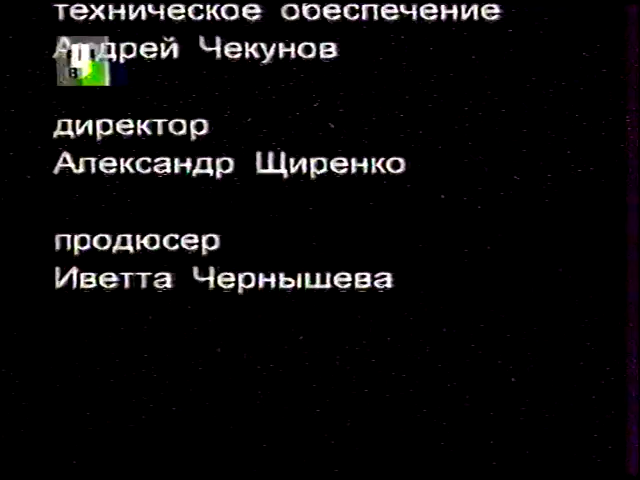 техническое обеспечение
Андрей Чекунов
директор
Александр Щиренко
продюсер
Иветта Чернышева